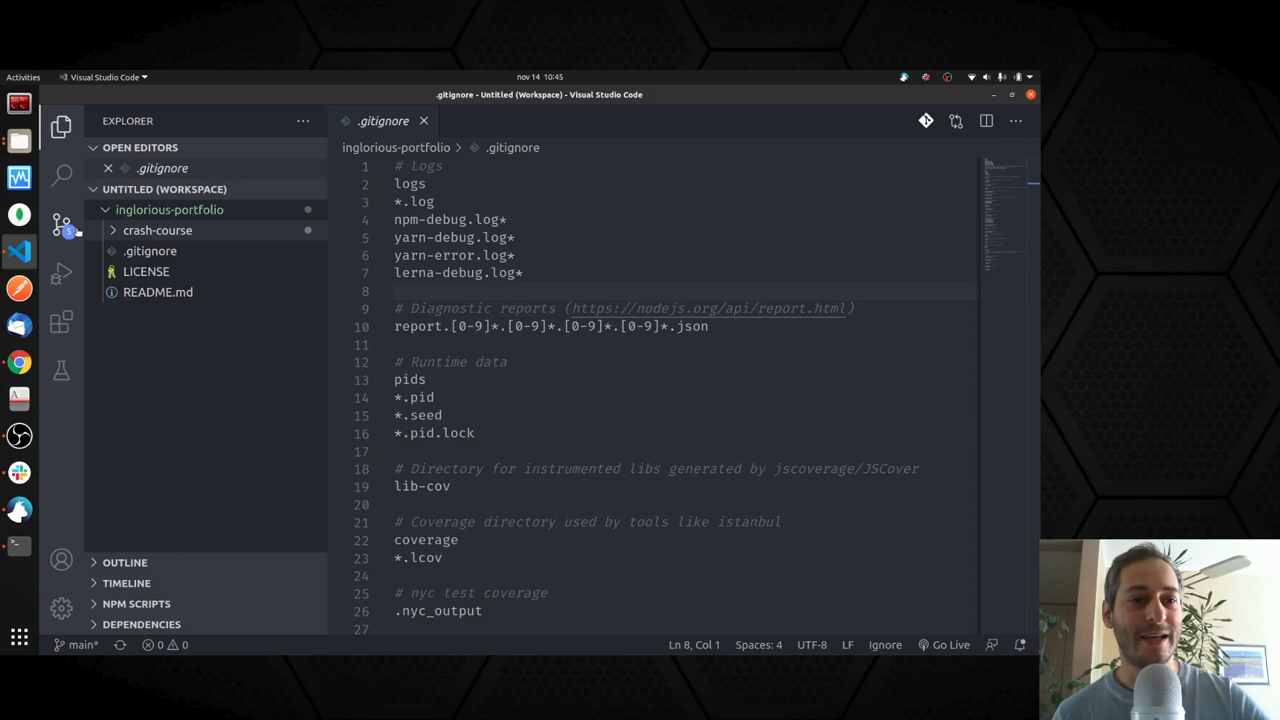 Activities
Visual Studio Code
nov 14 10:45
.gitignore - Untitled (Workspace) - Visual Studio Code
EXPLORER
OPEN EDITORS
.gitignore
UNTITLED (WORKSPACE)
inglorious-portfolio
crash-course
.gitignore
LICENSE
README.md
OUTLINE
TIMELINE
NPM SCRIPTS
DEPENDENCIES
.gitignore
inglorious-portfolio > .gitignore
1 # Logs
2 logs
3 *.log
4 npm-debug.log*
5 yarn-debug.log*
6 yarn-error.log*
7 lerna-debug.log*
8
9 # Diagnostic reports (https://nodejs.org/api/report.html)
10 report.[0-9]*.[0-9]*.[0-9]*.[0-9]*.json
11
12 # Runtime data
13 pids
14 *.pid
15 *.seed
16 *.pid.lock
17
18 # Directory for instrumented libs generated by jscoverage/JSCover
19 lib-cov
20
21 # Coverage directory used by tools like istanbul
22 coverage
23 *.lcov
24
25 # nyc test coverage
26 .nyc_output
27
main* 0 0 Ln 8, Col 1 Spaces: 4 UTF-8 LF Ignore Go Live